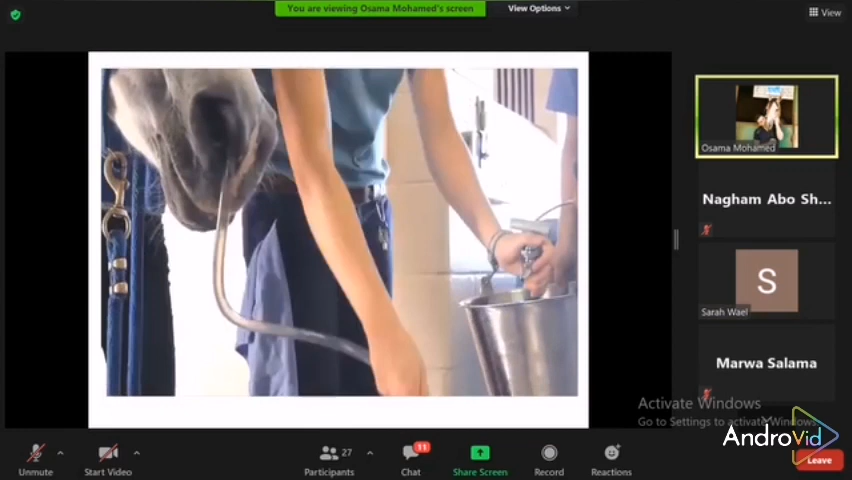 You are viewing Osama Mohamed's screen
View Options
View
Osama Mohamed
Nagham Abo Sh...
S
Sarah Wael
Marwa Salama
Activate Windows
Go to Settings to activate Windows.
AndroVid
Unmute
Start Video
27
Participants
11
Chat
Share Screen
Record
Reactions
Leave